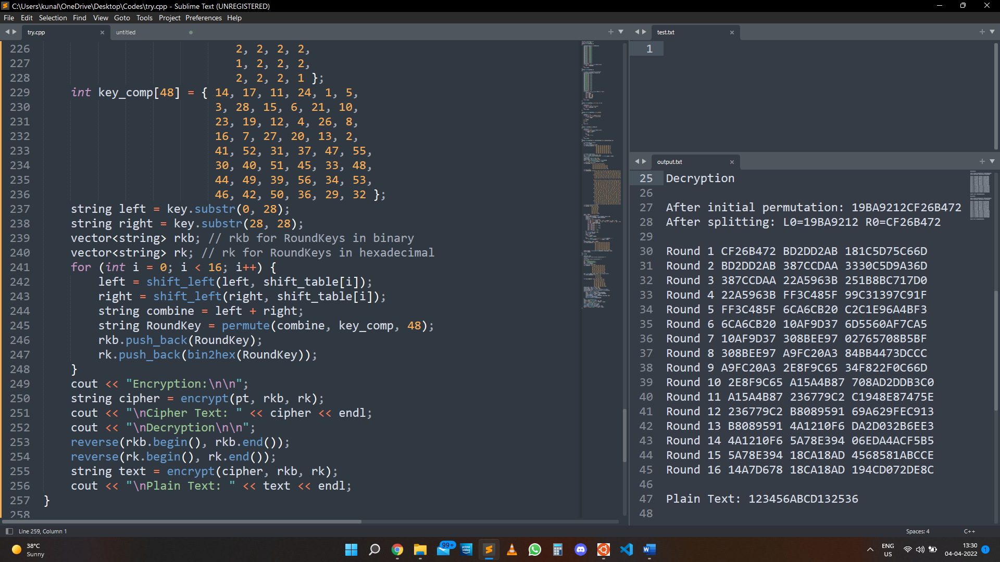 C:\Users\kunal\OneDrive\Desktop\Codes\try.cpp - Sublime Text (UNREGISTERED)
File Edit Selection Find View Goto Tools Project Preferences Help
try.cpp
untitled
226 2, 2, 2, 2,
227 1, 2, 2, 2,
228 2, 2, 2, 1 };
229 int key_comp[48] = { 14, 17, 11, 24, 1, 5,
230 3, 28, 15, 6, 21, 10,
231 23, 19, 12, 4, 26, 8,
232 16, 7, 27, 20, 13, 2,
233 41, 52, 31, 37, 47, 55,
234 30, 40, 51, 45, 33, 48,
235 44, 49, 39, 56, 34, 53,
236 46, 42, 50, 36, 29, 32 };
237 string left = key.substr(0, 28);
238 string right = key.substr(28, 28);
239 vector<string> rkb; // rkb for RoundKeys in binary
240 vector<string> rk; // rk for RoundKeys in hexadecimal
241 for (int i = 0; i < 16; i++) {
242 left = shift_left(left, shift_table[i]);
243 right = shift_left(right, shift_table[i]);
244 string combine = left + right;
245 string RoundKey = permute(combine, key_comp, 48);
246 rkb.push_back(RoundKey);
247 rk.push_back(bin2hex(RoundKey));
248 }
249 cout << "Encryption:\n\n";
250 string cipher = encrypt(pt, rkb, rk);
251 cout << "\nCipher Text: " << cipher << endl;
252 cout << "\nDecryption\n\n";
253 reverse(rkb.begin(), rkb.end());
254 reverse(rk.begin(), rk.end());
255 string text = encrypt(cipher, rkb, rk);
256 cout << "\nPlain Text: " << text << endl;
257 }
258
test.txt
1
output.txt
25 Decryption
26
27 After initial permutation: 19BA9212CF26B472
28 After splitting: L0=19BA9212 R0=CF26B472
29
30 Round 1 CF26B472 BD2DD2AB 181C5D75C66D
31 Round 2 BD2DD2AB 387CCDAA 3330C5D9A36D
32 Round 3 387CCDAA 22A5963B 251B8BC717D0
33 Round 4 22A5963B FF3C485F 99C31397C91F
34 Round 5 FF3C485F 6CA6CB20 C2C1E96A4BF3
35 Round 6 6CA6CB20 10AF9D37 6D5560AF7CA5
36 Round 7 10AF9D37 308BEE97 02765708B5BF
37 Round 8 308BEE97 A9FC20A3 84BB4473DCCC
38 Round 9 A9FC20A3 2E8F9C65 34F822F0C66D
39 Round 10 2E8F9C65 A15A4B87 708AD2DDB3C0
40 Round 11 A15A4B87 236779C2 C1948E87475E
41 Round 12 236779C2 B8089591 69A629FEC913
42 Round 13 B8089591 4A1210F6 DA2D032B6EE3
43 Round 14 4A1210F6 5A78E394 06EDA4ACF5B5
44 Round 15 5A78E394 18CA18AD 4568581ABCCE
45 Round 16 14A7D678 18CA18AD 194CD072DE8C
46
47 Plain Text: 123456ABCD132536
48
Line 259, Column 1
Spaces: 4
C++
38°C
Sunny
99+
prime video
ENG
US
13:30
04-04-2022
1